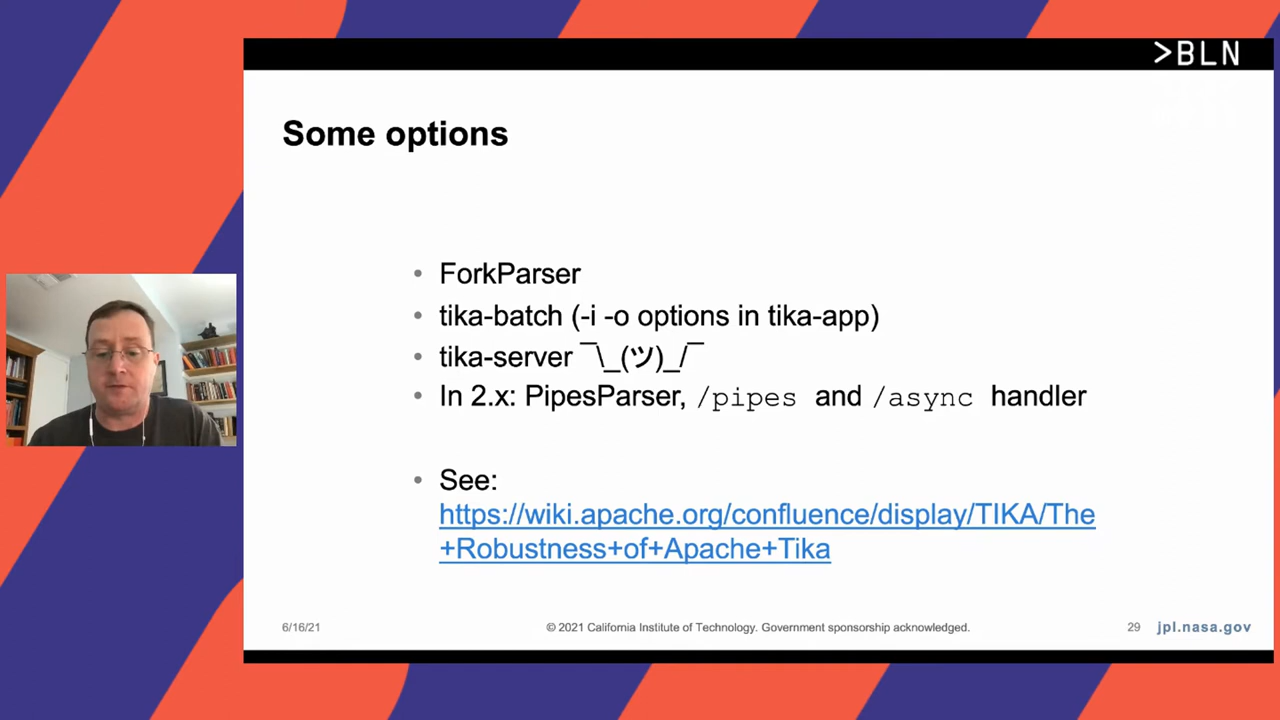 >BLN
Some options
• ForkParser
• tika-batch (-i -o options in tika-app)
• tika-server ¯\_(ツ)_/¯
• In 2.x: PipesParser, /pipes and /async handler
• See:
https://wiki.apache.org/confluence/display/TIKA/The
+Robustness+of+Apache+Tika
6/16/21
© 2021 California Institute of Technology. Government sponsorship acknowledged.
29
jpl.nasa.gov